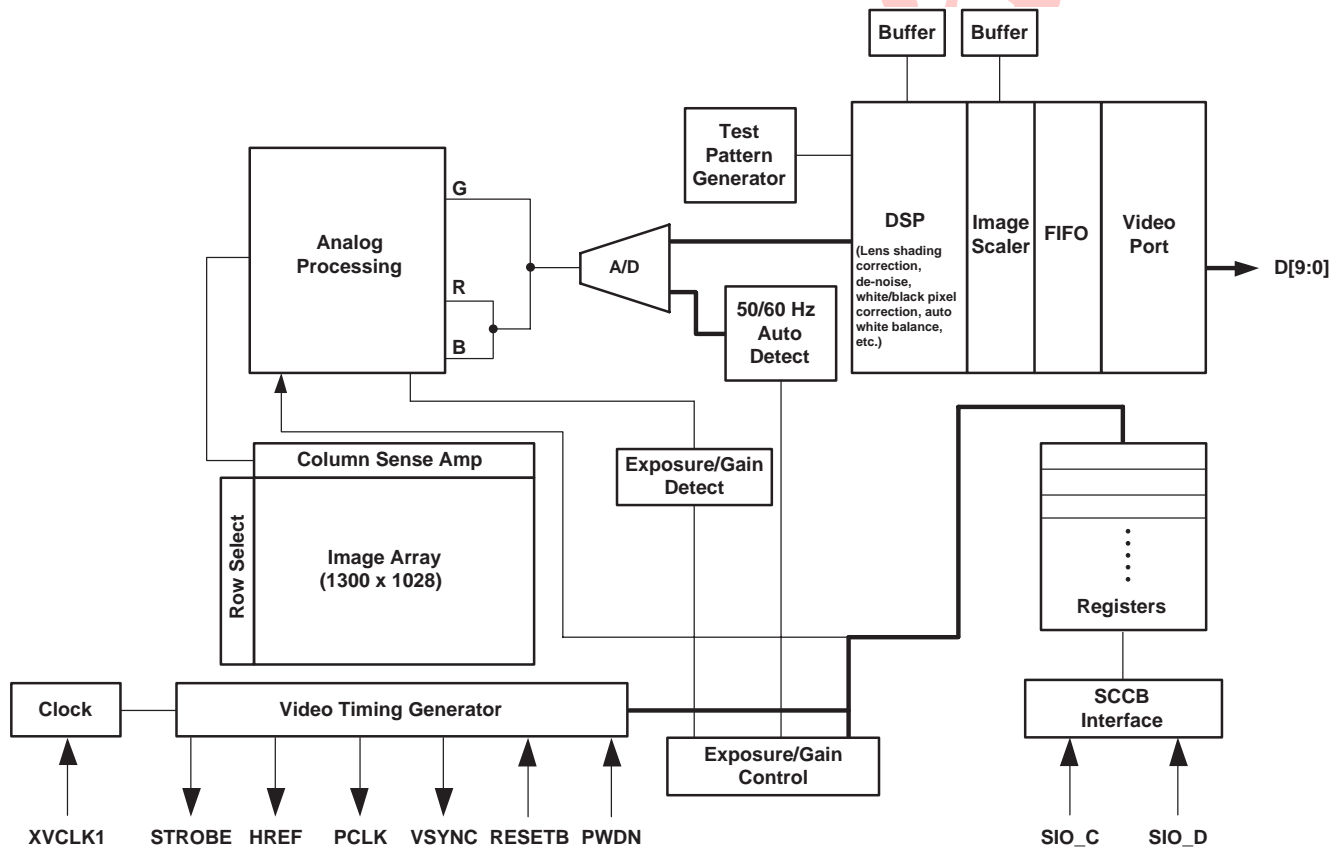 Buffer
Buffer
Test
Pattern
Generator
DSP
(Lens shading
correction,
de-noise,
white/black pixel
correction, auto
white balance,
etc.)
Image
Scaler
FIFO
Video
Port
D[9:0]
Analog
Processing
G
R
B
A/D
50/60 Hz
Auto
Detect
Column Sense Amp
Row Select
Image Array
(1300 x 1028)
Exposure/Gain
Detect
Registers
Clock
Video Timing Generator
Exposure/Gain
Control
SCCB
Interface
XVCLK1
STROBE
HREF
PCLK
VSYNC
RESETB
PWDN
SIO_C
SIO_D